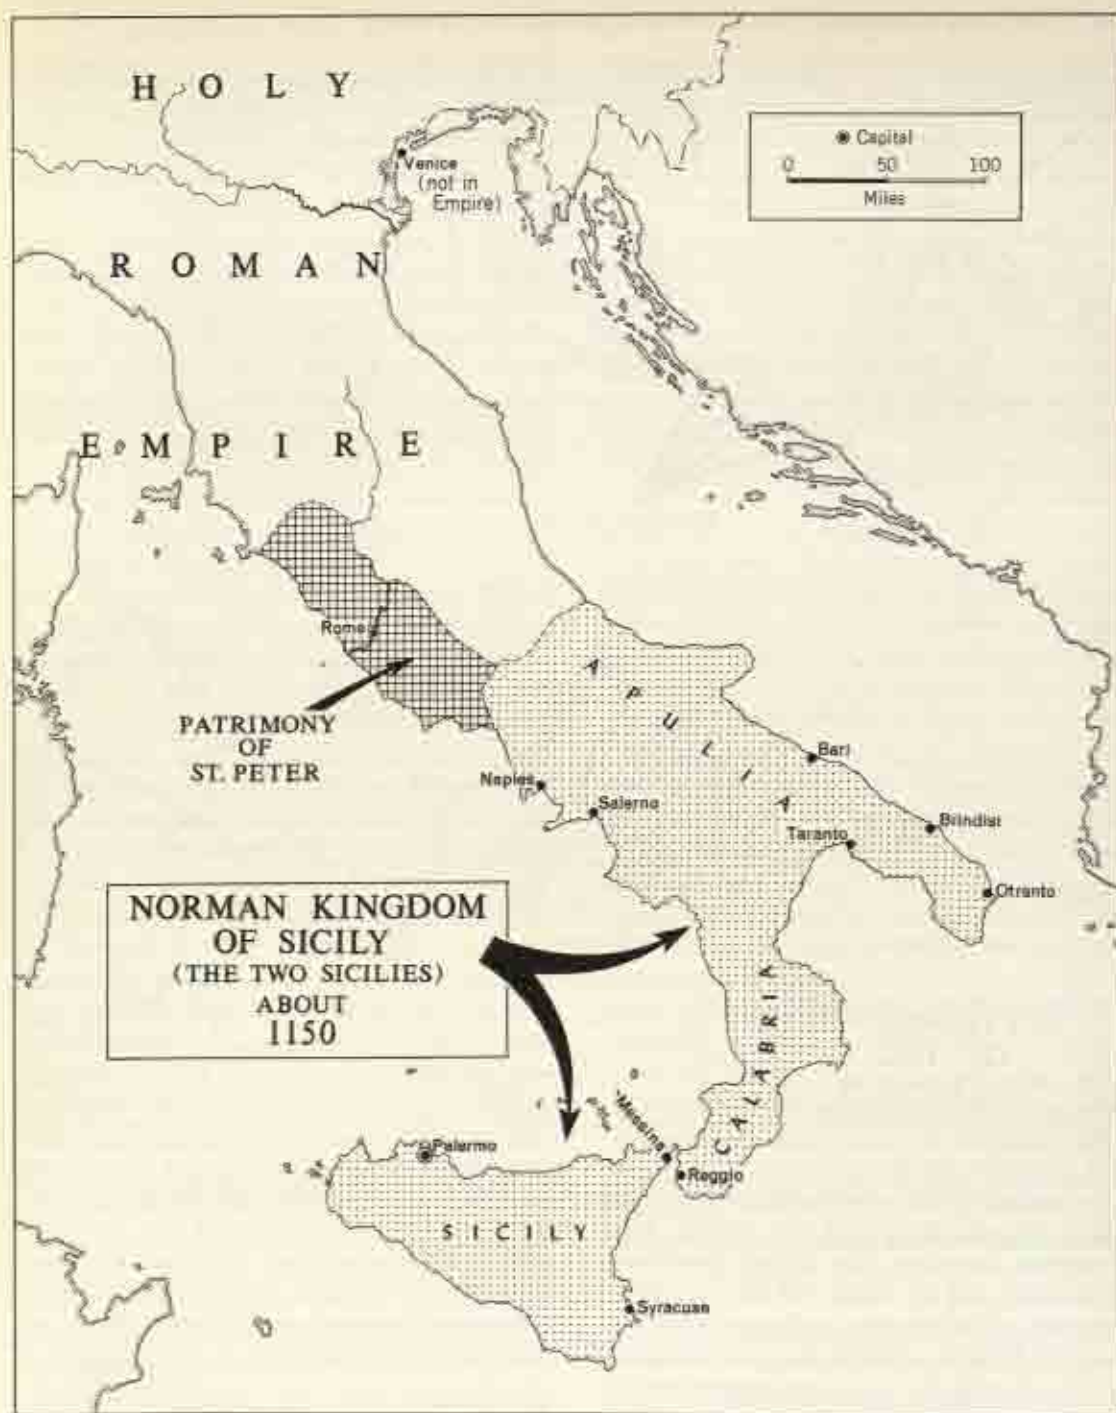 HOLY
Venice
(not in
Empire)
Capital
0 50 100
Miles
ROMAN
EMPIRE
Rome
PATRIMONY
OF
ST. PETER
APULIA
Bari
Naples
Salerno
Brindisi
Taranto
Otranto
NORMAN KINGDOM
OF SICILY
(THE TWO SICILIES)
ABOUT
1150
CALABRIA
Messina
Palermo
Reggio
SICILY
Syracuse